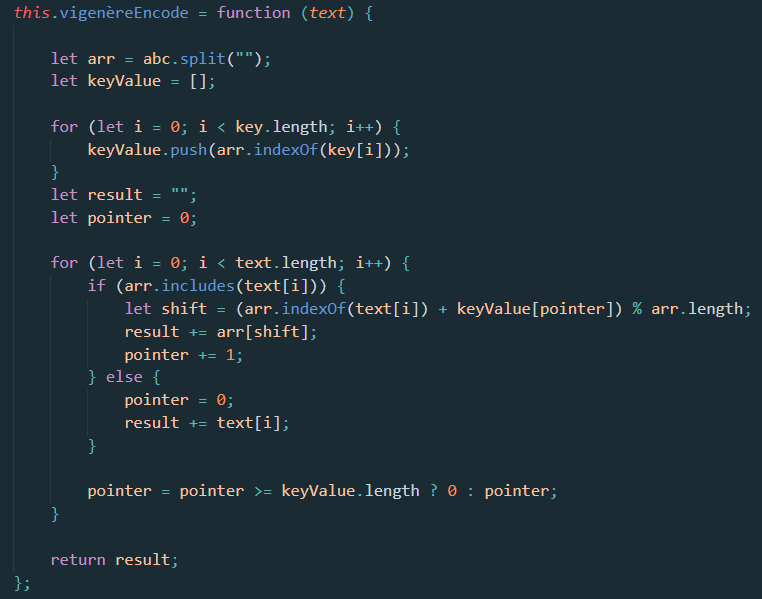 this.vigenèreEncode = function (text) {
let arr = abc.split("");
let keyValue = [];
for (let i = 0; i < key.length; i++) {
keyValue.push(arr.indexOf(key[i]));
}
let result = "";
let pointer = 0;
for (let i = 0; i < text.length; i++) {
if (arr.includes(text[i])) {
let shift = (arr.indexOf(text[i]) + keyValue[pointer]) % arr.length;
result += arr[shift];
pointer += 1;
} else {
pointer = 0;
result += text[i];
}
pointer = pointer >= keyValue.length ? 0 : pointer;
}
return result;
};